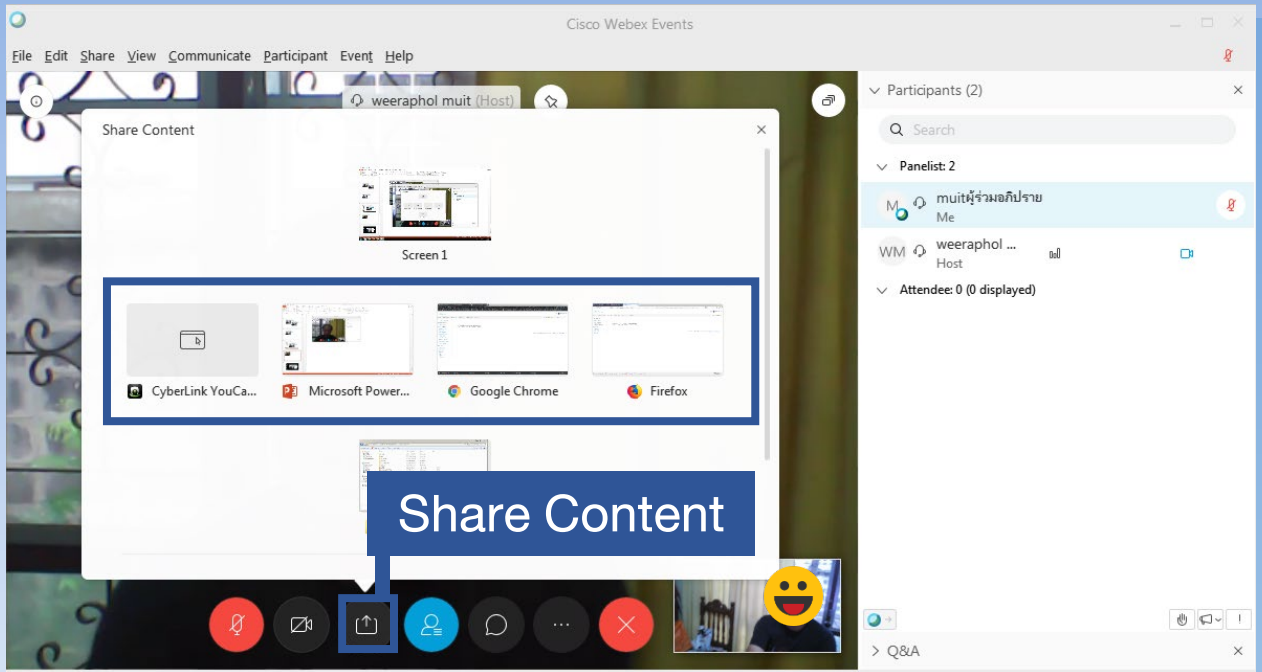 Cisco Webex Events
File Edit Share View Communicate Participant Event Help
weeraphol muit (Host)
Share Content
Screen 1
CyberLink YouCa...
Microsoft Power...
Google Chrome
Firefox
Share Content
Participants (2)
Search
Panelist: 2
M
muitผู้ร่วมอภิปราย
Me
WM
weeraphol ...
Host
Attendee: 0 (0 displayed)
Q&A